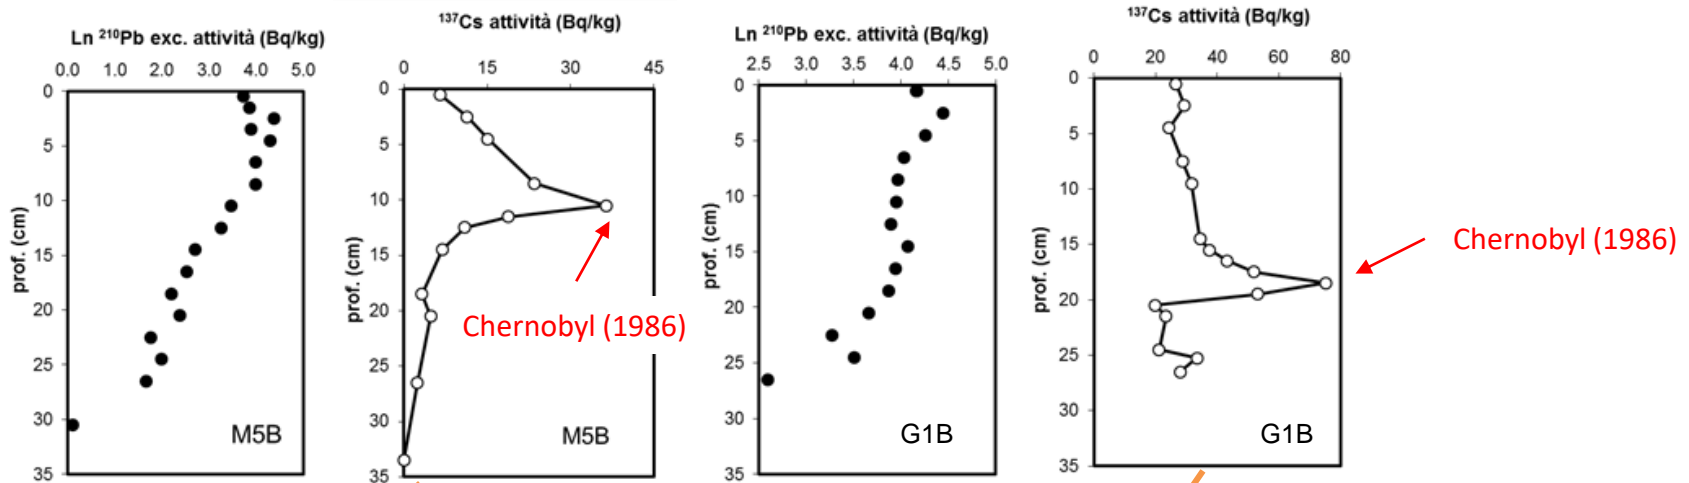 Ln ²¹⁰Pb exc. attività (Bq/kg)
0.0 1.0 2.0 3.0 4.0 5.0
0
5
10
15
20
25
30
35
prof. (cm)
M5B
¹³⁷Cs attività (Bq/kg)
0 15 30 45
0
5
10
15
20
25
30
35
prof. (cm)
Chernobyl (1986)
M5B
Ln ²¹⁰Pb exc. attività (Bq/kg)
2.5 3.0 3.5 4.0 4.5 5.0
0
5
10
15
20
25
30
35
prof. (cm)
G1B
¹³⁷Cs attività (Bq/kg)
0 20 40 60 80
0
5
10
15
20
25
30
35
prof. (cm)
G1B
Chernobyl (1986)